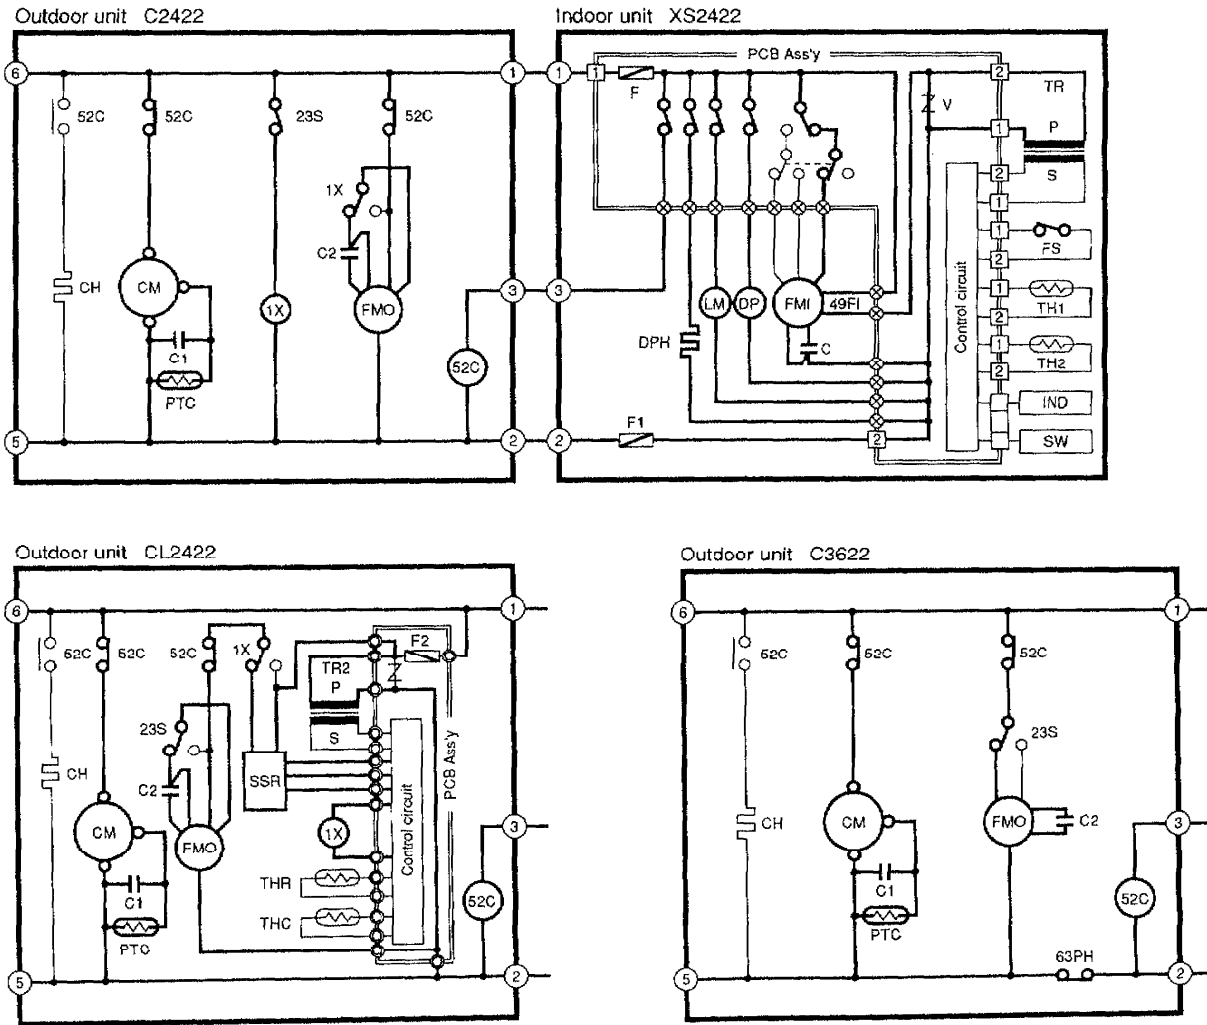 Outdoor unit C2422
Indoor unit XS2422
PCB Ass'y
6
1
1
1
2
F
TR
52C
52C
23S
52C
V
1
P
2
S
1
1X
1
FS
C2
2
CH
CM
1X
FMO
3
3
LM
DP
FMI
49FI
Control circuit
1
TH1
2
C1
DPH
C
1
TH2
2
52C
PTC
IND
F1
5
2
2
2
SW
Outdoor unit CL2422
Outdoor unit C3622
6
1
6
1
52C
52C
52C
1X
F2
TR2
P
52C
52C
52C
23S
S
23S
CH
C2
SSR
PCB Ass'y
Control circuit
CM
FMO
1X
3
CH
CM
FMO
C2
3
THR
C1
THC
52C
C1
52C
PTC
PTC
63PH
5
2
5
2